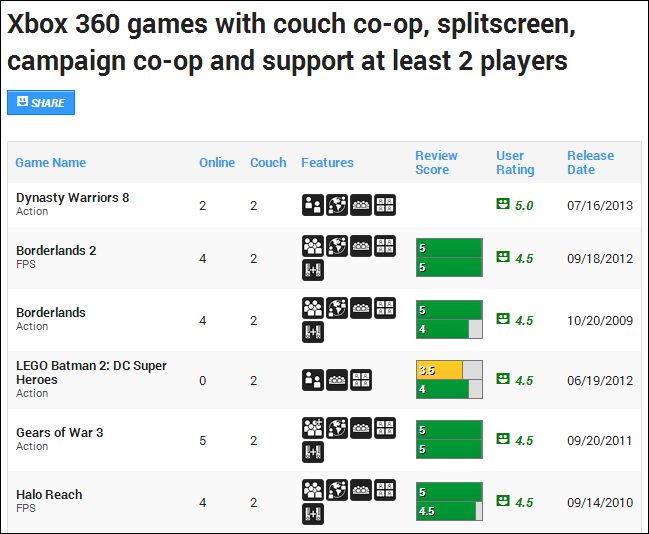 Xbox 360 games with couch co-op, splitscreen,
campaign co-op and support at least 2 players
SHARE
Game Name Online Couch Features Review Score User Rating Release Date
Dynasty Warriors 8
Action
2 2 5.0 07/16/2013
Borderlands 2
FPS
4 2 5 5 4.5 09/18/2012
Borderlands
Action
4 2 5 4 4.5 10/20/2009
LEGO Batman 2: DC Super
Heroes
Action
0 2 3.5 4 4.5 06/19/2012
Gears of War 3
Action
5 2 5 5 4.5 09/20/2011
Halo Reach
FPS
4 2 5 4.5 4.5 09/14/2010